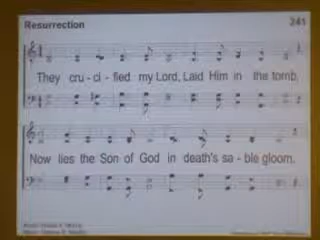 Resurrection 241
They cru - ci - fied my Lord, Laid Him in the tomb,
Now lies the Son of God in death's sa - ble gloom.